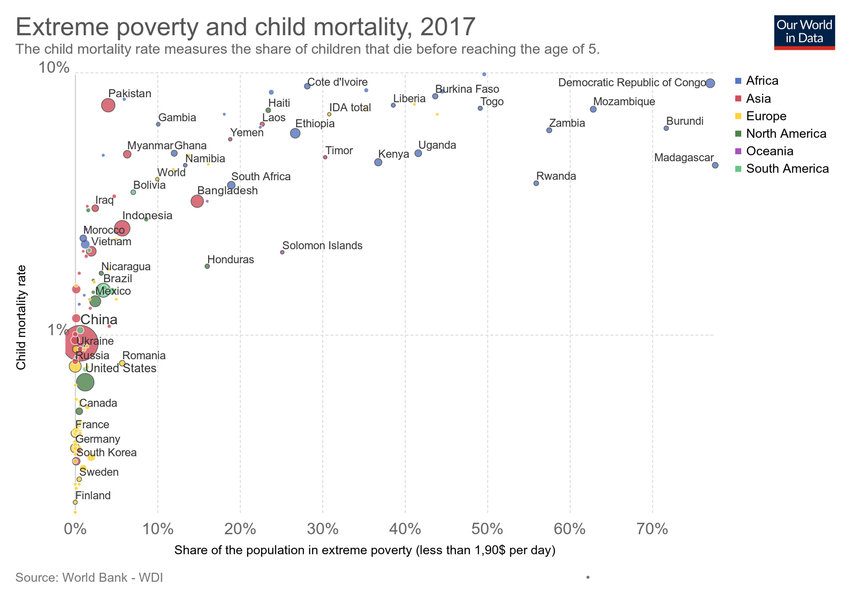 Extreme poverty and child mortality, 2017
The child mortality rate measures the share of children that die before reaching the age of 5.
Our World
in Data
10%
Cote d'Ivoire
Burkina Faso
Democratic Republic of Congo
Africa
Pakistan
Haiti
IDA total
Liberia
Togo
Mozambique
Asia
Gambia
Laos
Ethiopia
Zambia
Burundi
Europe
Yemen
North America
Myanmar
Ghana
Timor
Kenya
Uganda
Madagascar
Oceania
Namibia
World
South Africa
Rwanda
South America
Bolivia
Bangladesh
Iraq
Indonesia
Morocco
Vietnam
Solomon Islands
Honduras
Nicaragua
Brazil
Mexico
China
1%
Ukraine
Russia
Romania
United States
Canada
France
Germany
South Korea
Sweden
Finland
Child mortality rate
0%
10%
20%
30%
40%
50%
60%
70%
Share of the population in extreme poverty (less than 1,90$ per day)
Source: World Bank - WDI